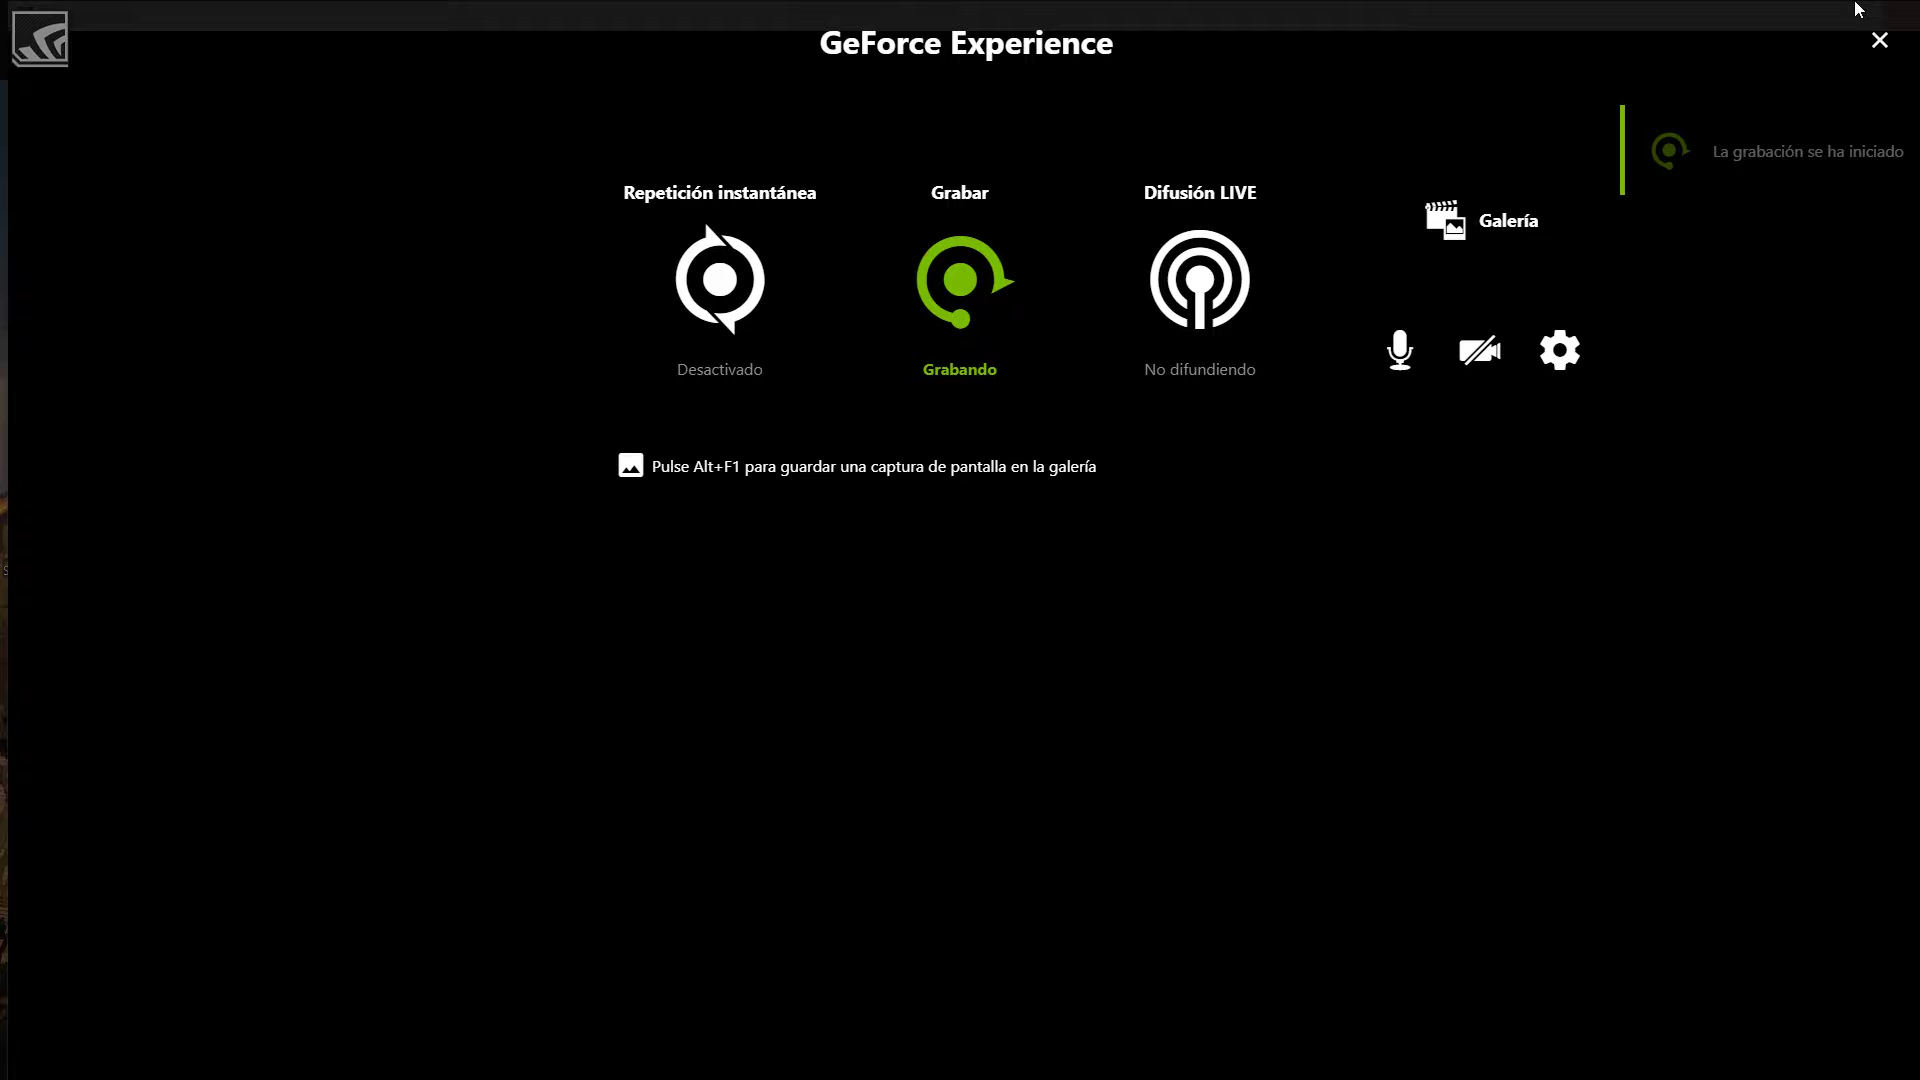 GeForce Experience
La grabación se ha iniciado
Repetición instantánea
Grabar
Difusión LIVE
Galería
Desactivado
Grabando
No difundiendo
Pulse Alt+F1 para guardar una captura de pantalla en la galería